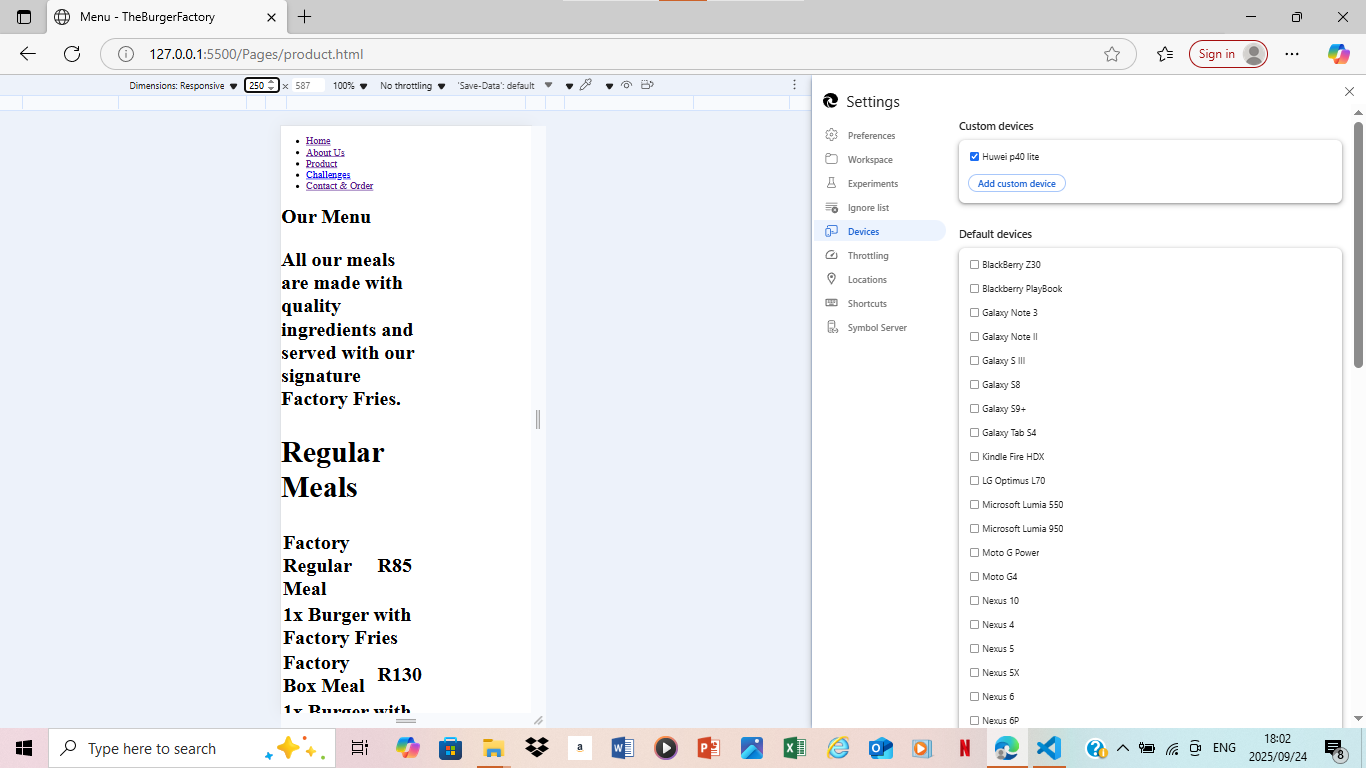 Menu - TheBurgerFactory
127.0.0.1:5500/Pages/product.html
Sign in
Dimensions: Responsive
250 × 587
100%
No throttling
'Save-Data': default
Home
About Us
Product
Challenges
Contact & Order
Our Menu
All our meals
are made with
quality
ingredients and
served with our
signature
Factory Fries.
Regular
Meals
Factory
Regular
Meal
R85
1x Burger with
Factory Fries
Factory
Box Meal
R130
1x Burger with
Settings
Preferences
Workspace
Experiments
Ignore list
Devices
Throttling
Locations
Shortcuts
Symbol Server
Custom devices
Huwei p40 lite
Add custom device
Default devices
BlackBerry Z30
Blackberry PlayBook
Galaxy Note 3
Galaxy Note II
Galaxy S III
Galaxy S8
Galaxy S9+
Galaxy Tab S4
Kindle Fire HDX
LG Optimus L70
Microsoft Lumia 550
Microsoft Lumia 950
Moto G Power
Moto G4
Nexus 10
Nexus 4
Nexus 5
Nexus 5X
Nexus 6
Nexus 6P
Type here to search
a
N
ENG
18:02
2025/09/24
8